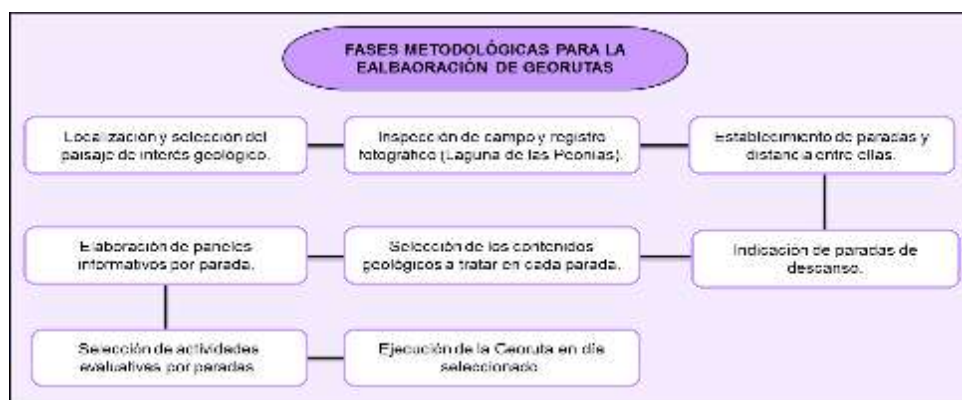 FASES METODOLÓGICAS PARA LA
EALBAORACIÓN DE GEORUTAS
Localización y selección del
paisaje de interés geológico.
Inspección de campo y registro
fotográfico (Laguna de las Peonías).
Establecimiento de paradas y
distancia entre ellas.
Indicación de paradas de
descanso.
Selección de los contenidos
geológicos a tratar en cada parada.
Elaboración de paneles
informativos por parada.
Selección de actividades
evaluativas por paradas
Ejecución de la Georuta en día
seleccionado